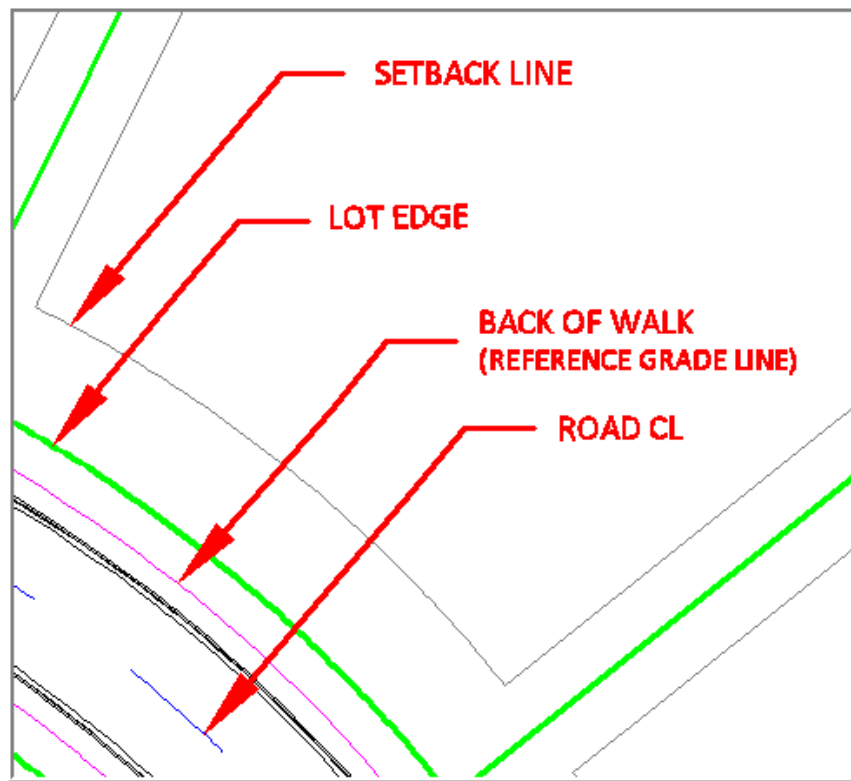 SETBACK LINE
LOT EDGE
BACK OF WALK
(REFERENCE GRADE LINE)
ROAD CL